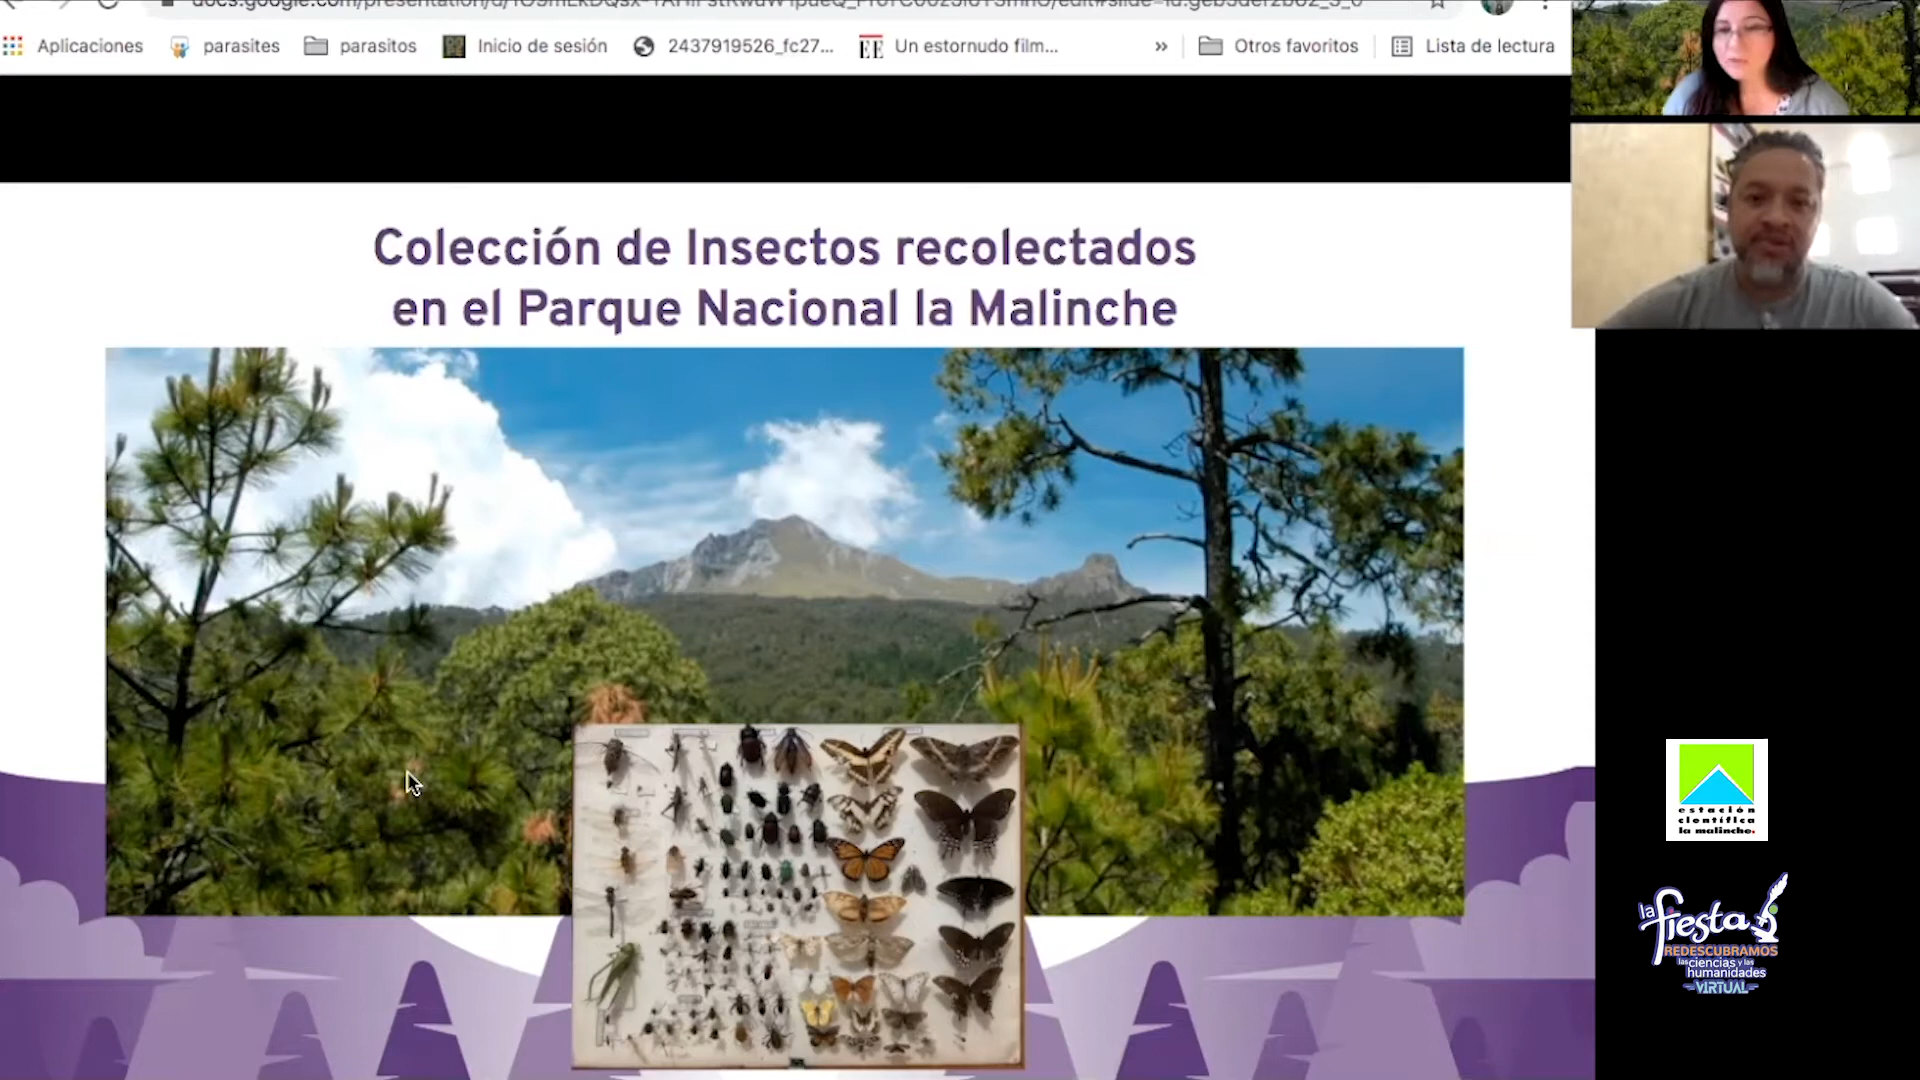 Aplicaciones
parasites
parasitos
Inicio de sesión
2437919526_fc27...
EE
Un estornudo film...
»
Otros favoritos
Lista de lectura
Colección de Insectos recolectados
en el Parque Nacional la Malinche
estación
científica
la malinche.
la fiesta
REDESCUBRAMOS
las ciencias y las
humanidades
VIRTUAL